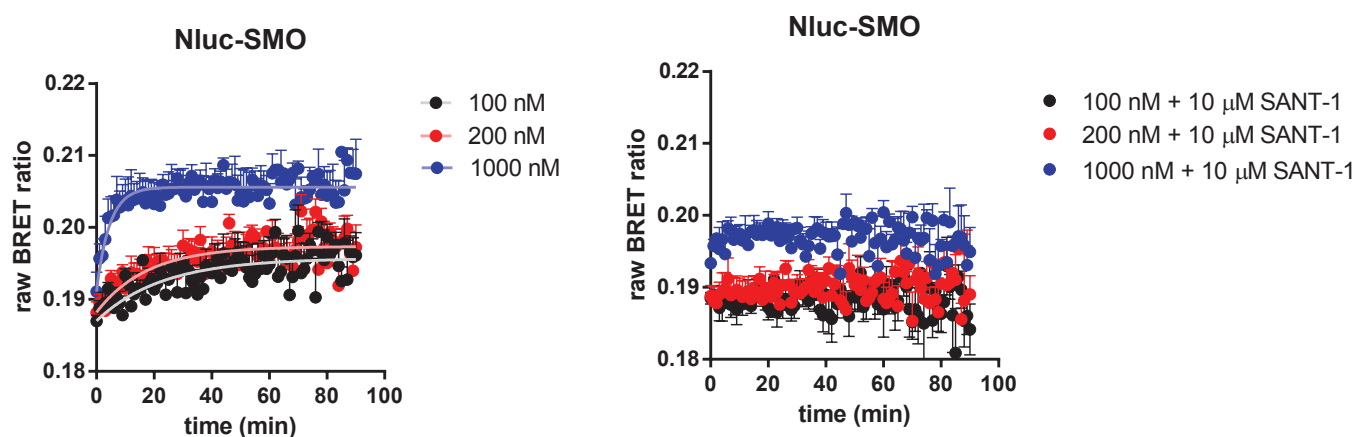 Nluc-SMO
0.22
0.21
0.20
0.19
0.18
raw BRET ratio
0 20 40 60 80 100
time (min)
100 nM
200 nM
1000 nM
Nluc-SMO
0.22
0.21
0.20
0.19
0.18
raw BRET ratio
0 20 40 60 80 100
time (min)
100 nM + 10 μM SANT-1
200 nM + 10 μM SANT-1
1000 nM + 10 μM SANT-1